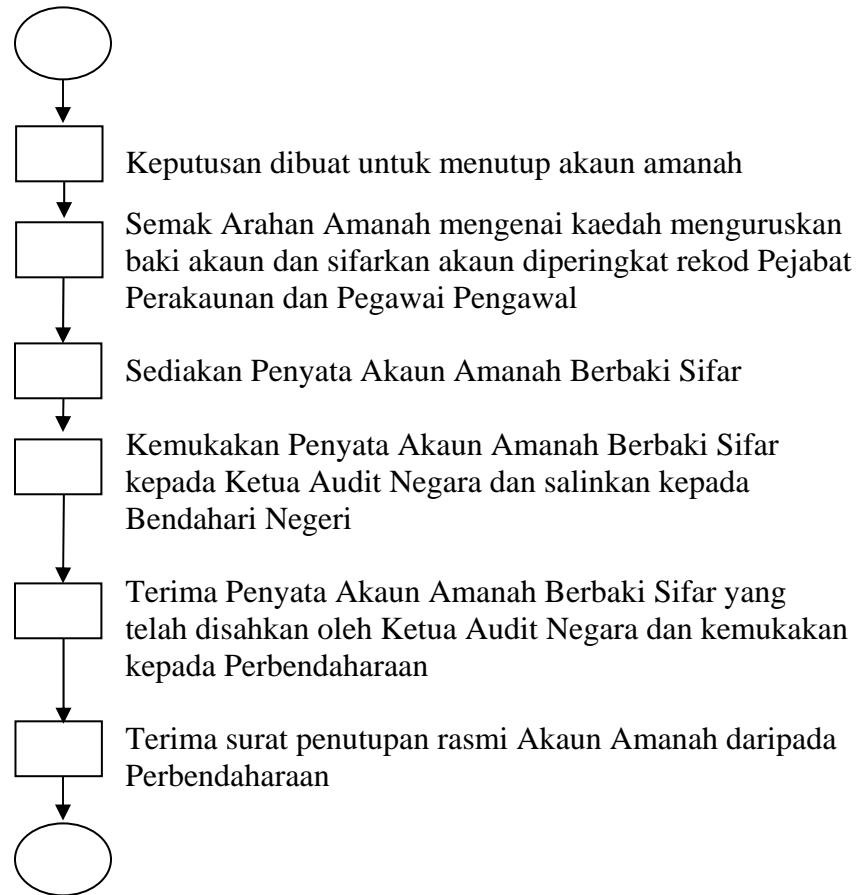 Keputusan dibuat untuk menutup akaun amanah
Semak Arahan Amanah mengenai kaedah menguruskan
baki akaun dan sifarkan akaun diperingkat rekod Pejabat
Perakaunan dan Pegawai Pengawal
Sediakan Penyata Akaun Amanah Berbaki Sifar
Kemukakan Penyata Akaun Amanah Berbaki Sifar
kepada Ketua Audit Negara dan salinkan kepada
Bendahari Negeri
Terima Penyata Akaun Amanah Berbaki Sifar yang
telah disahkan oleh Ketua Audit Negara dan kemukakan
kepada Perbendaharaan
Terima surat penutupan rasmi Akaun Amanah daripada
Perbendaharaan